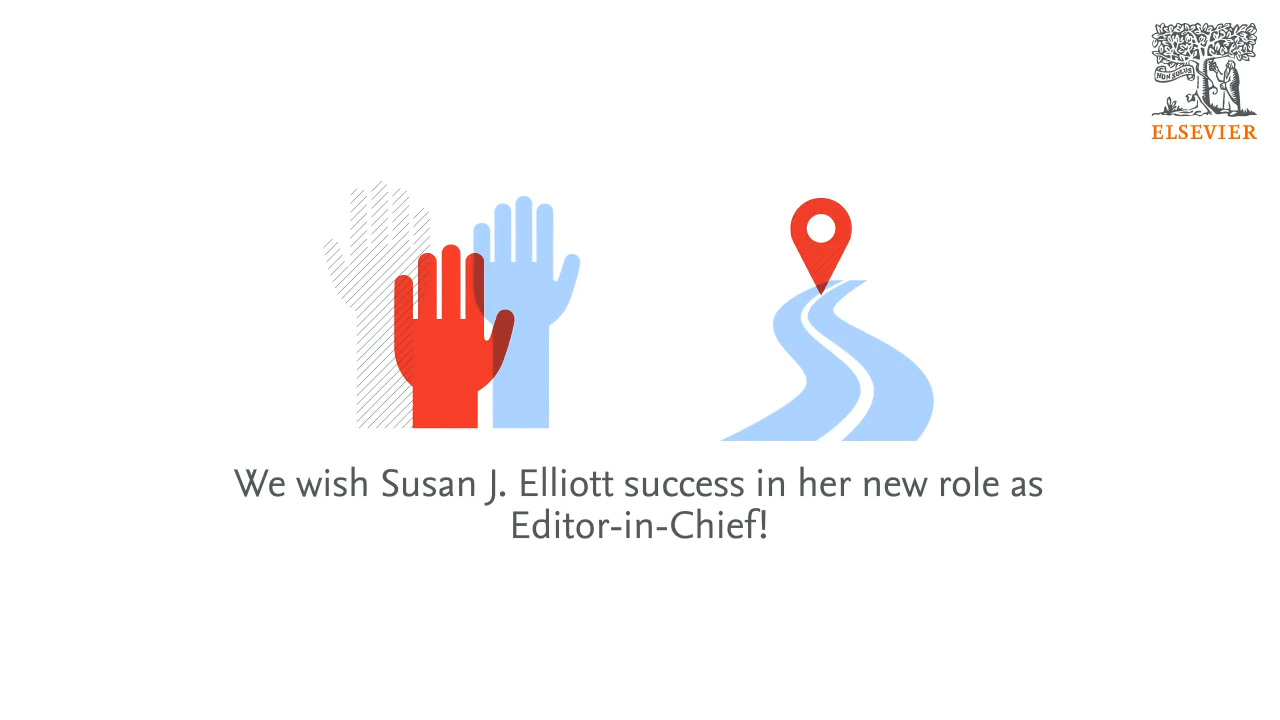 NON SOLUS
ELSEVIER
We wish Susan J. Elliott success in her new role as
Editor-in-Chief!